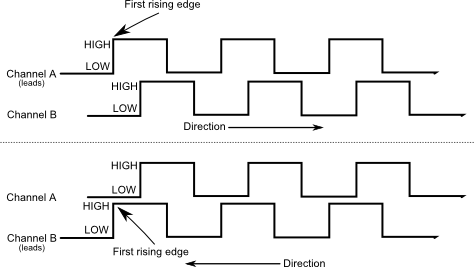 First rising edge
HIGH
LOW
Channel A
(leads)
HIGH
LOW
Channel B
Direction
HIGH
LOW
Channel A
HIGH
LOW
Channel B
(leads)
First rising edge
Direction